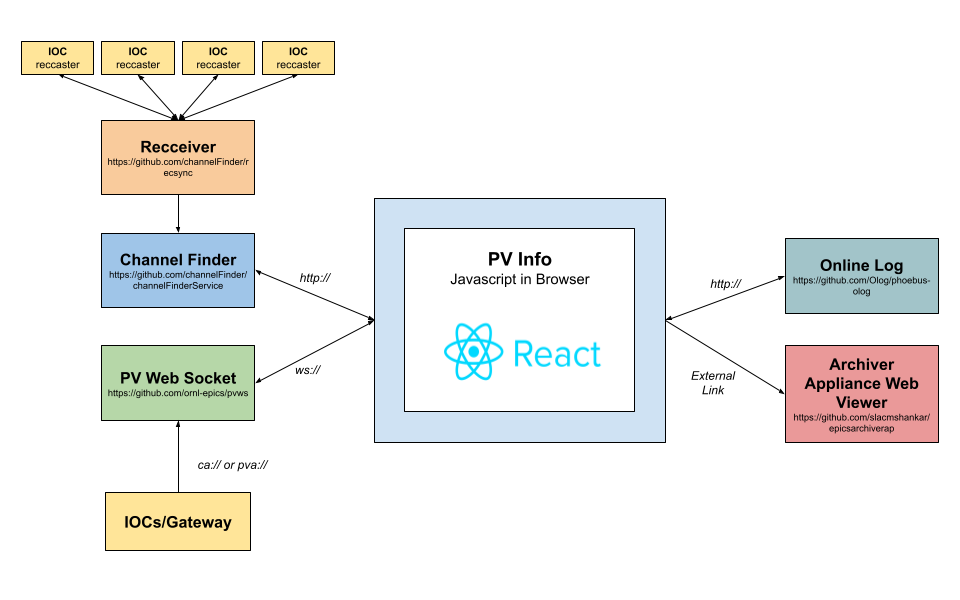 IOC
reccaster
IOC
reccaster
IOC
reccaster
IOC
reccaster
Recceiver
https://github.com/channelFinder/r
ecsync
Channel Finder
https://github.com/channelFinder/
channelFinderService
http://
PV Web Socket
https://github.com/ornl-epics/pvws
ws://
ca:// or pva://
IOCs/Gateway
PV Info
Javascript in Browser
React
http://
Online Log
https://github.com/Olog/phoebus-
olog
External
Link
Archiver
Appliance Web
Viewer
https://github.com/slacmshankar/
epicsarchiverap